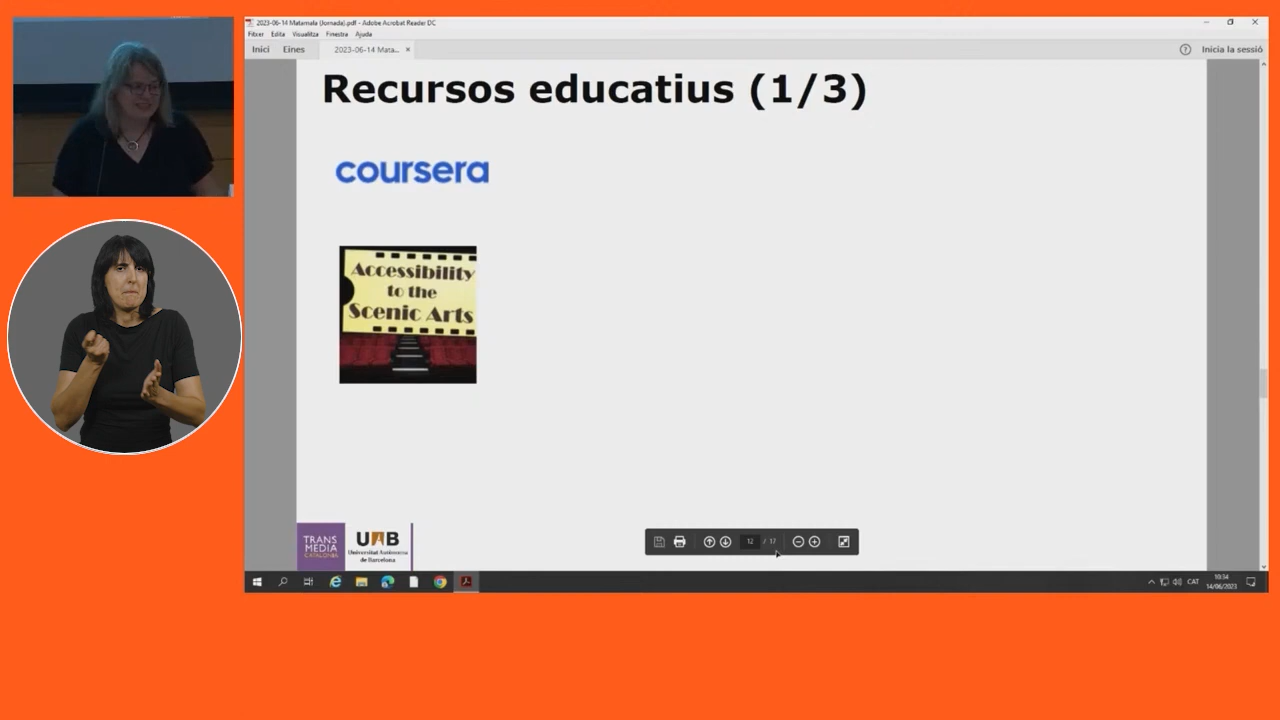 2023-06-14 Matamala (Jornada).pdf - Adobe Acrobat Reader DC
Fitxer Edita Visualitza Finestra Ajuda
Inici Eines 2023-06-14 Mata... × Inicia la sessió
Recursos educatius (1/3)
coursera
Accessibility
to the
Scenic Arts
TRANS
MEDIA
CATALONIA
UAB
Universitat Autònoma
de Barcelona
12 / 17
CAT
10:34
14/06/2023